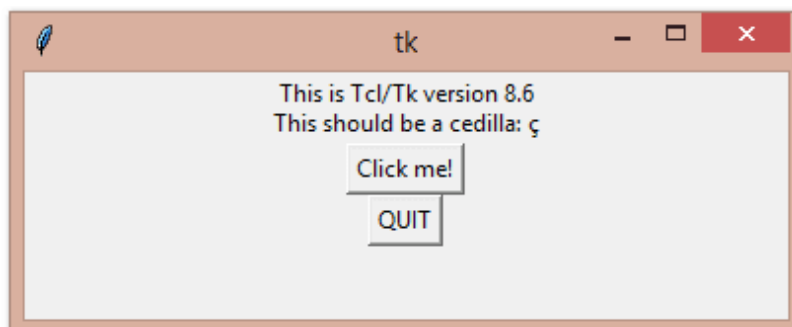 tk
This is Tcl/Tk version 8.6
This should be a cedilla: ç
Click me!
QUIT